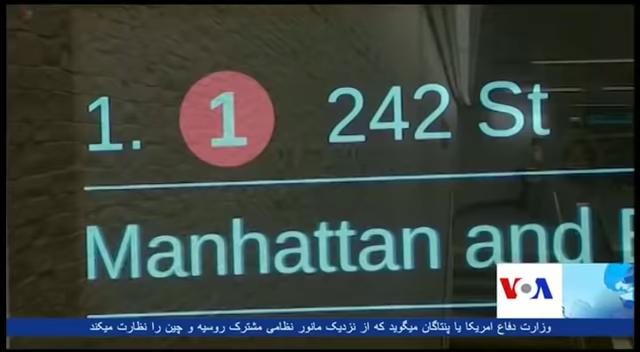 1. 1 242 St
Manhattan and
VOA
وزارت دفاع امریکا یا پنتاگان میگوید که از نزدیک مانور نظامی مشترک روسیه و چین را نظارت میکند